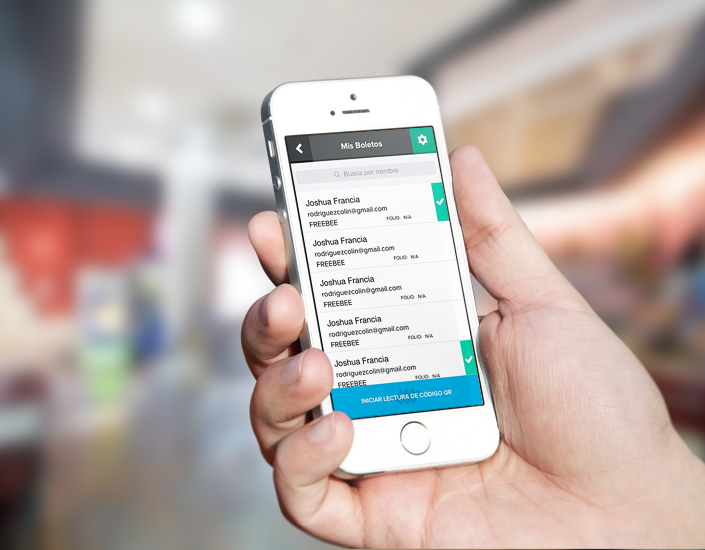 Mis Boletos
Busca por nombre
Joshua Francia
rodriguezcolin@gmail.com
FREEBEE FOLIO: N/A
Joshua Francia
rodriguezcolin@gmail.com
FREEBEE FOLIO: N/A
Joshua Francia
rodriguezcolin@gmail.com
FREEBEE FOLIO: N/A
Joshua Francia
rodriguezcolin@gmail.com
FREEBEE FOLIO: N/A
Joshua Francia
rodriguezcolin@gmail.com
FREEBEE FOLIO: N/A
INICIAR LECTURA DE CÓDIGO QR